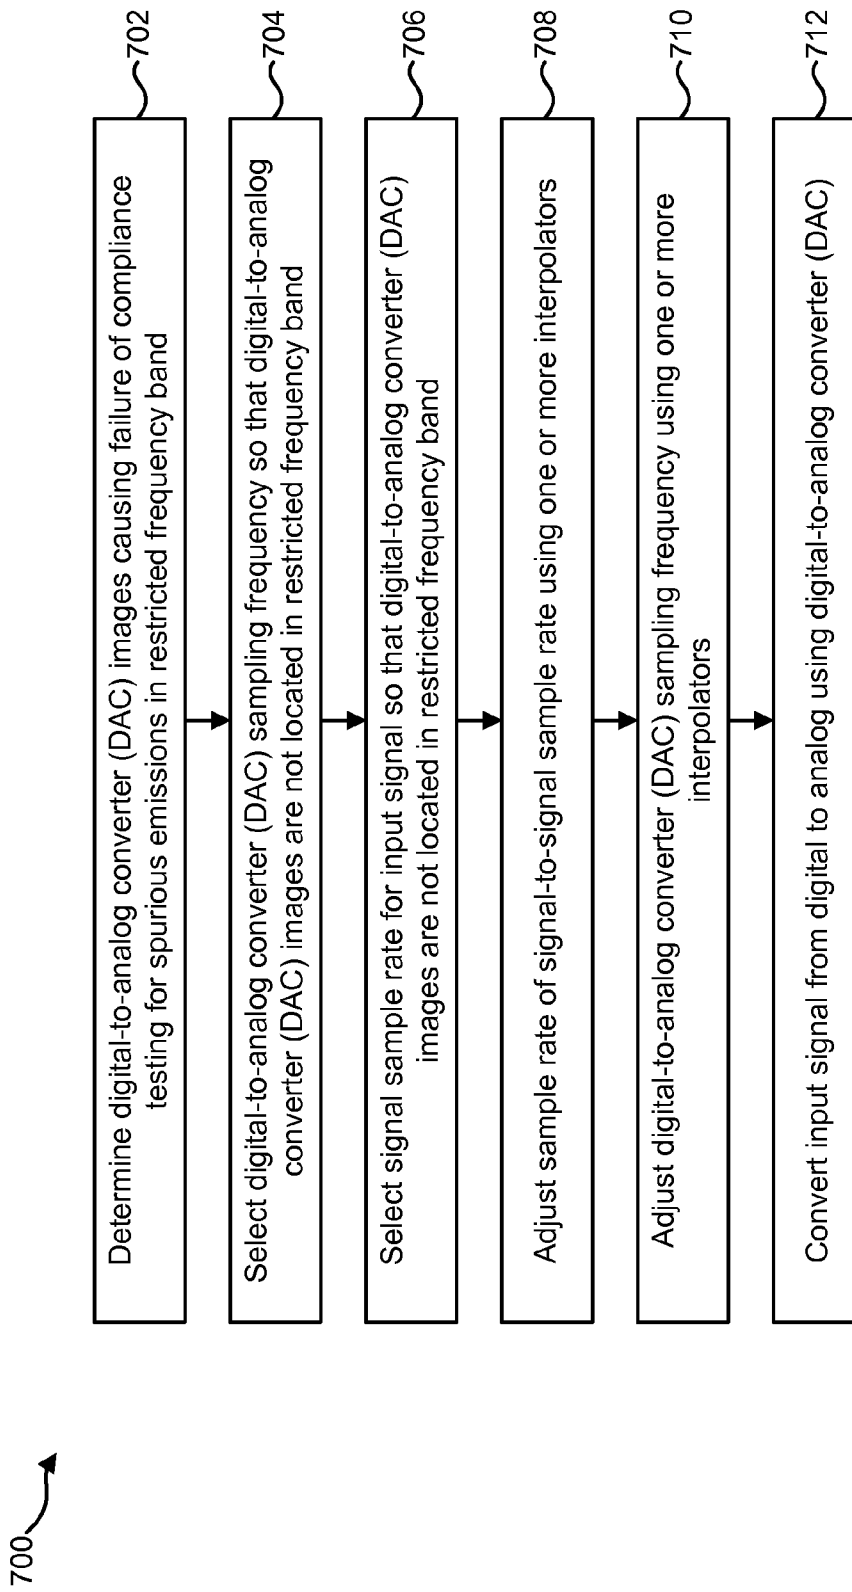 700
Determine digital-to-analog converter (DAC) images causing failure of compliance
testing for spurious emissions in restricted frequency band
702
Select digital-to-analog converter (DAC) sampling frequency so that digital-to-analog
converter (DAC) images are not located in restricted frequency band
704
Select signal sample rate for input signal so that digital-to-analog converter (DAC)
images are not located in restricted frequency band
706
Adjust sample rate of signal-to-signal sample rate using one or more interpolators
708
Adjust digital-to-analog converter (DAC) sampling frequency using one or more
interpolators
710
Convert input signal from digital to analog using digital-to-analog converter (DAC)
712